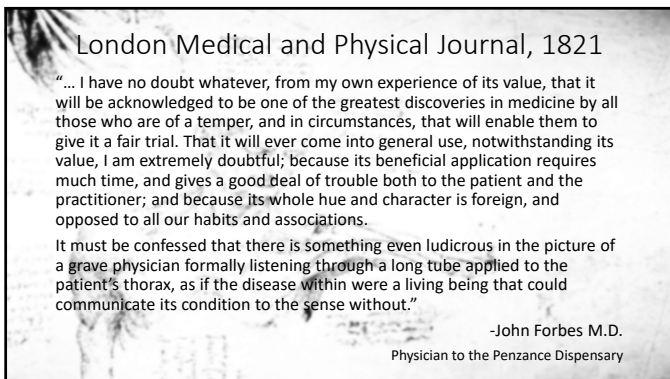 London Medical and Physical Journal, 1821
“... I have no doubt whatever, from my own experience of its value, that it
will be acknowledged to be one of the greatest discoveries in medicine by all
those who are of a temper, and in circumstances, that will enable them to
give it a fair trial. That it will ever come into general use, notwithstanding its
value, I am extremely doubtful; because its beneficial application requires
much time, and gives a good deal of trouble both to the patient and the
practitioner; and because its whole hue and character is foreign, and
opposed to all our habits and associations.
It must be confessed that there is something even ludicrous in the picture of
a grave physician formally listening through a long tube applied to the
patient’s thorax, as if the disease within were a living being that could
communicate its condition to the sense without.”
-John Forbes M.D.
Physician to the Penzance Dispensary